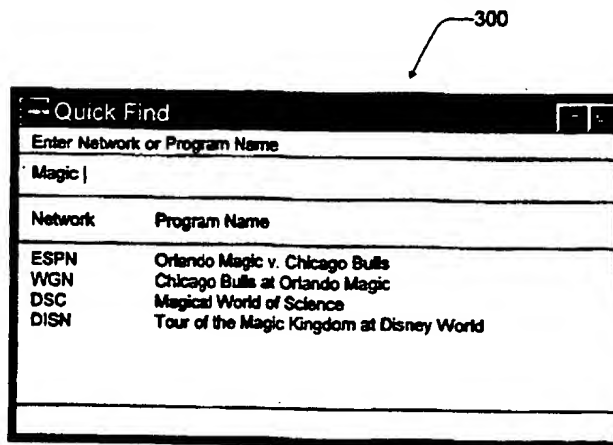 300
Quick Find
Enter Network or Program Name
Magic
Network Program Name
ESPN Orlando Magic v. Chicago Bulls
WGN Chicago Bulls at Orlando Magic
DSC Magical World of Science
DISN Tour of the Magic Kingdom at Disney World